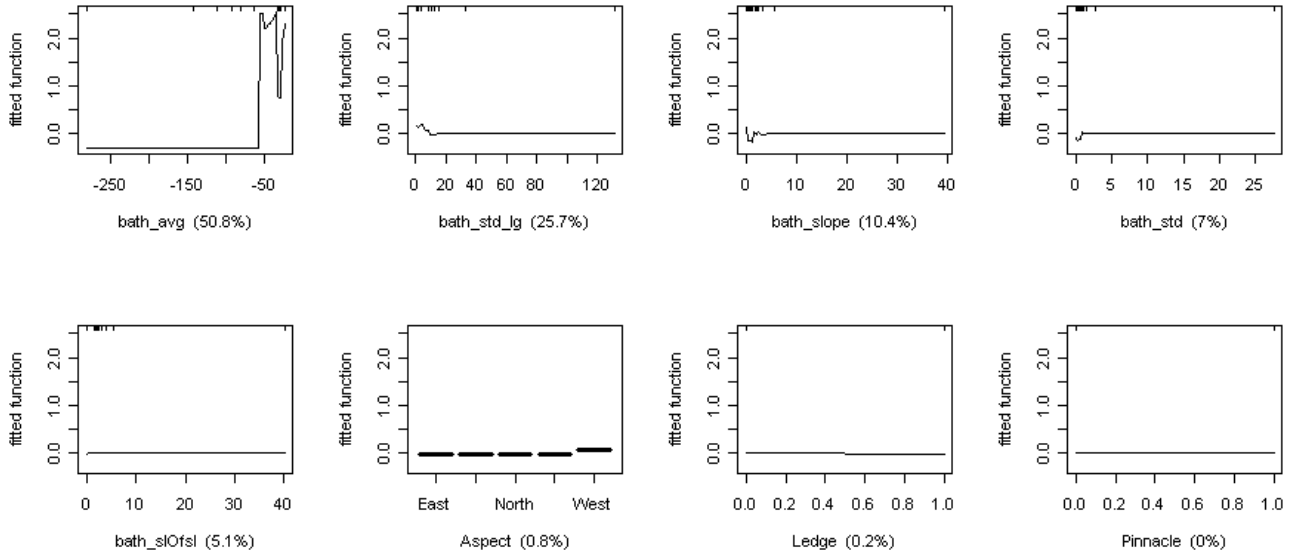 fitted function
0.0 1.0 2.0
-250 -150 -50
bath_avg (50.8%)
fitted function
0.0 1.0 2.0
0 20 40 60 80 120
bath_std_lg (25.7%)
fitted function
0.0 1.0 2.0
0 10 20 30 40
bath_slope (10.4%)
fitted function
0.0 1.0 2.0
0 5 10 15 20 25
bath_std (7%)
fitted function
0.0 1.0 2.0
0 10 20 30 40
bath_slOfsl (5.1%)
fitted function
0.0 1.0 2.0
East North West
Aspect (0.8%)
fitted function
0.0 1.0 2.0
0.0 0.2 0.4 0.6 0.8 1.0
Ledge (0.2%)
fitted function
0.0 1.0 2.0
0.0 0.2 0.4 0.6 0.8 1.0
Pinnacle (0%)